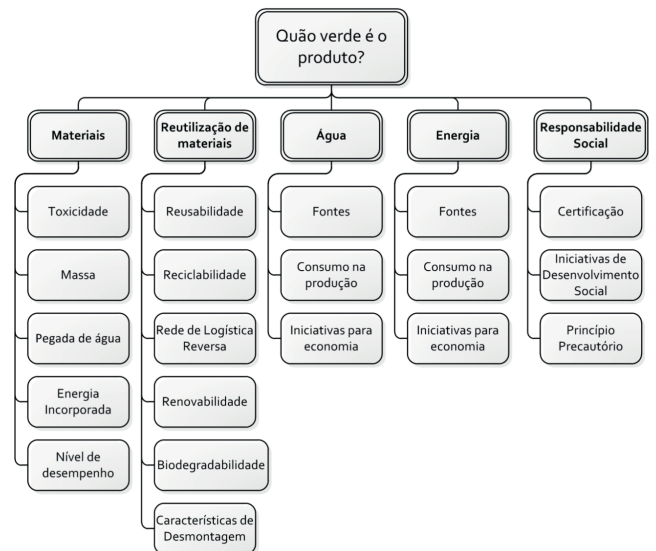 Quão verde é o
produto?
Materiais
Reutilização de
materiais
Água
Energia
Responsabilidade
Social
Toxicidade
Massa
Pegada de água
Energia
Incorporada
Nível de
desempenho
Reusabilidade
Reciclabilidade
Rede de Logística
Reversa
Renovabilidade
Biodegradabilidade
Características de
Desmontagem
Fontes
Consumo na
produção
Iniciativas para
economia
Fontes
Consumo na
produção
Iniciativas para
economia
Certificação
Iniciativas de
Desenvolvimento
Social
Princípio
Precautório